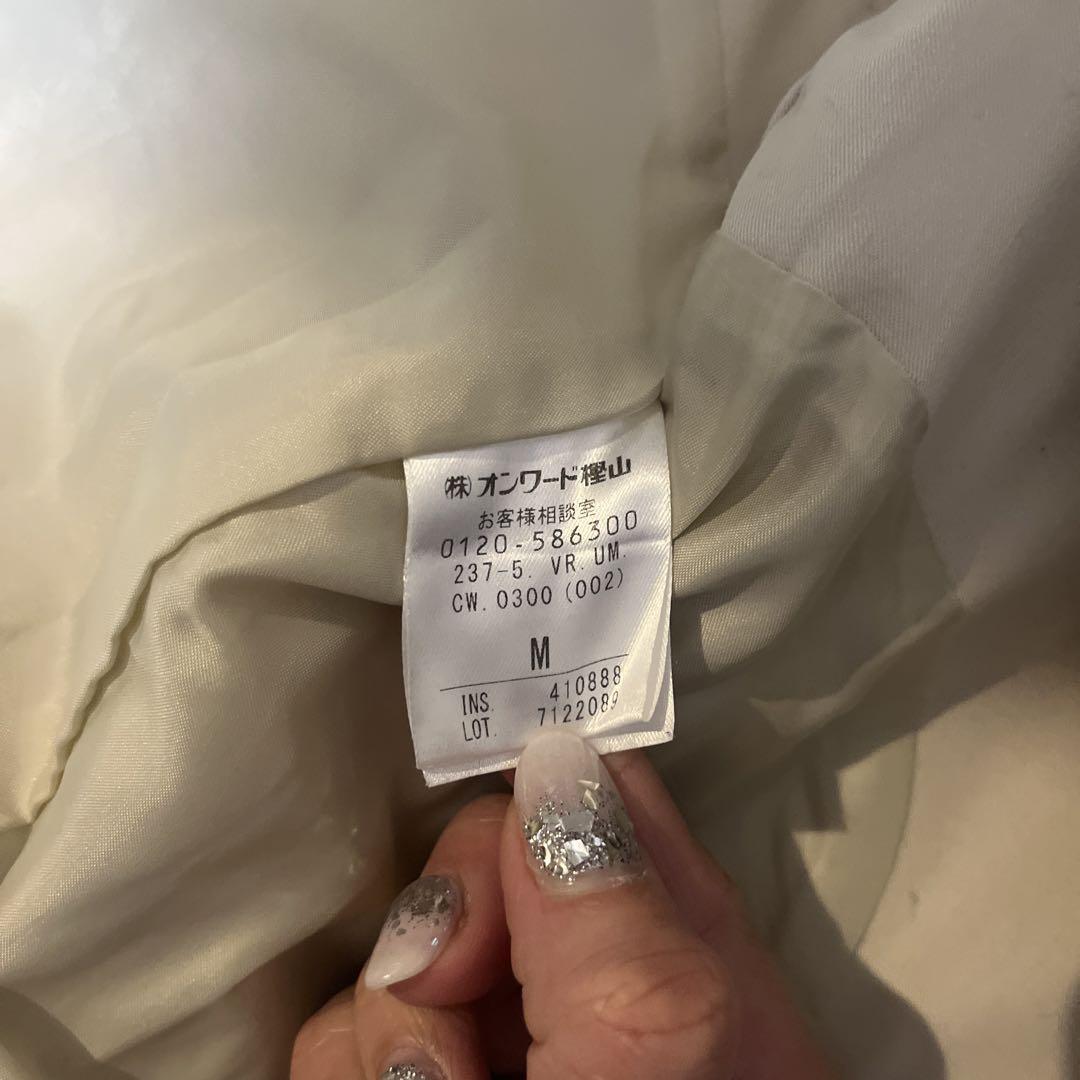 ㈱オンワード樫山
お客様相談室
0120-586300
237-5. VR. UM.
CW. 0300 (002)
M
INS. 410888
LOT. 7122089